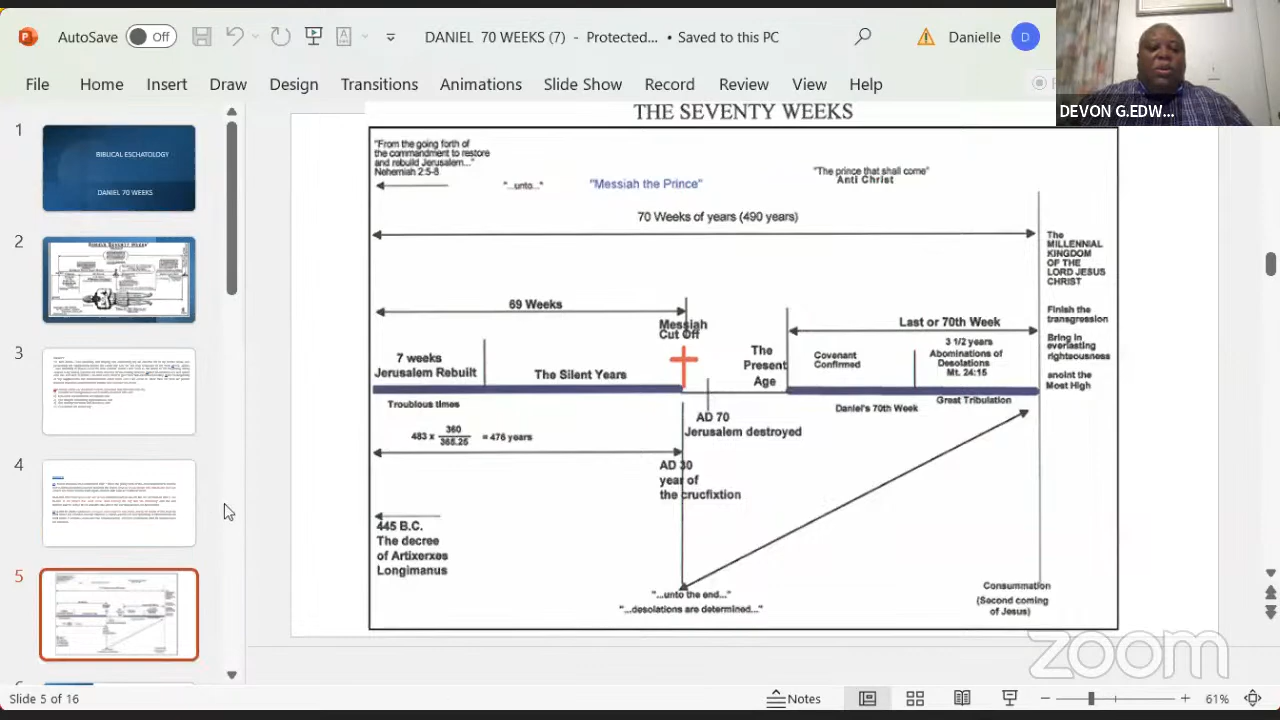 AutoSave Off DANIEL 70 WEEKS (7) - Protected... • Saved to this PC Danielle D
File Home Insert Draw Design Transitions Animations Slide Show Record Review View Help
DEVON G.EDW...
1
BIBLICAL ESCHATOLOGY
DANIEL 70 WEEKS
2
3
4
5
THE SEVENTY WEEKS
"From the going forth of
the commandment to restore
and rebuild Jerusalem..."
Nehemiah 2:5-8
"...unto..."
"Messiah the Prince"
"The prince that shall come"
Anti Christ
70 Weeks of years (490 years)
The
MILLENNIAL
KINGDOM
OF THE
LORD JESUS
CHRIST
Finish the
transgression
Bring in
everlasting
righteousness
anoint the
Most High
69 Weeks
Messiah
Cut Off
Last or 70th Week
7 weeks
Jerusalem Rebuilt
The Silent Years
The
Present
Age
Covenant
Confirmed
3 1/2 years
Abominations of
Desolations
Mt. 24:15
Troublous times
AD 70
Jerusalem destroyed
Daniel's 70th Week
Great Tribulation
483 x 360
365.25 = 476 years
AD 30
year of
the crucfixtion
445 B.C.
The decree
of Artixerxes
Longimanus
"...unto the end..."
"...desolations are determined..."
Consummation
(Second coming
of Jesus)
zoom
Slide 5 of 16 Notes 61%